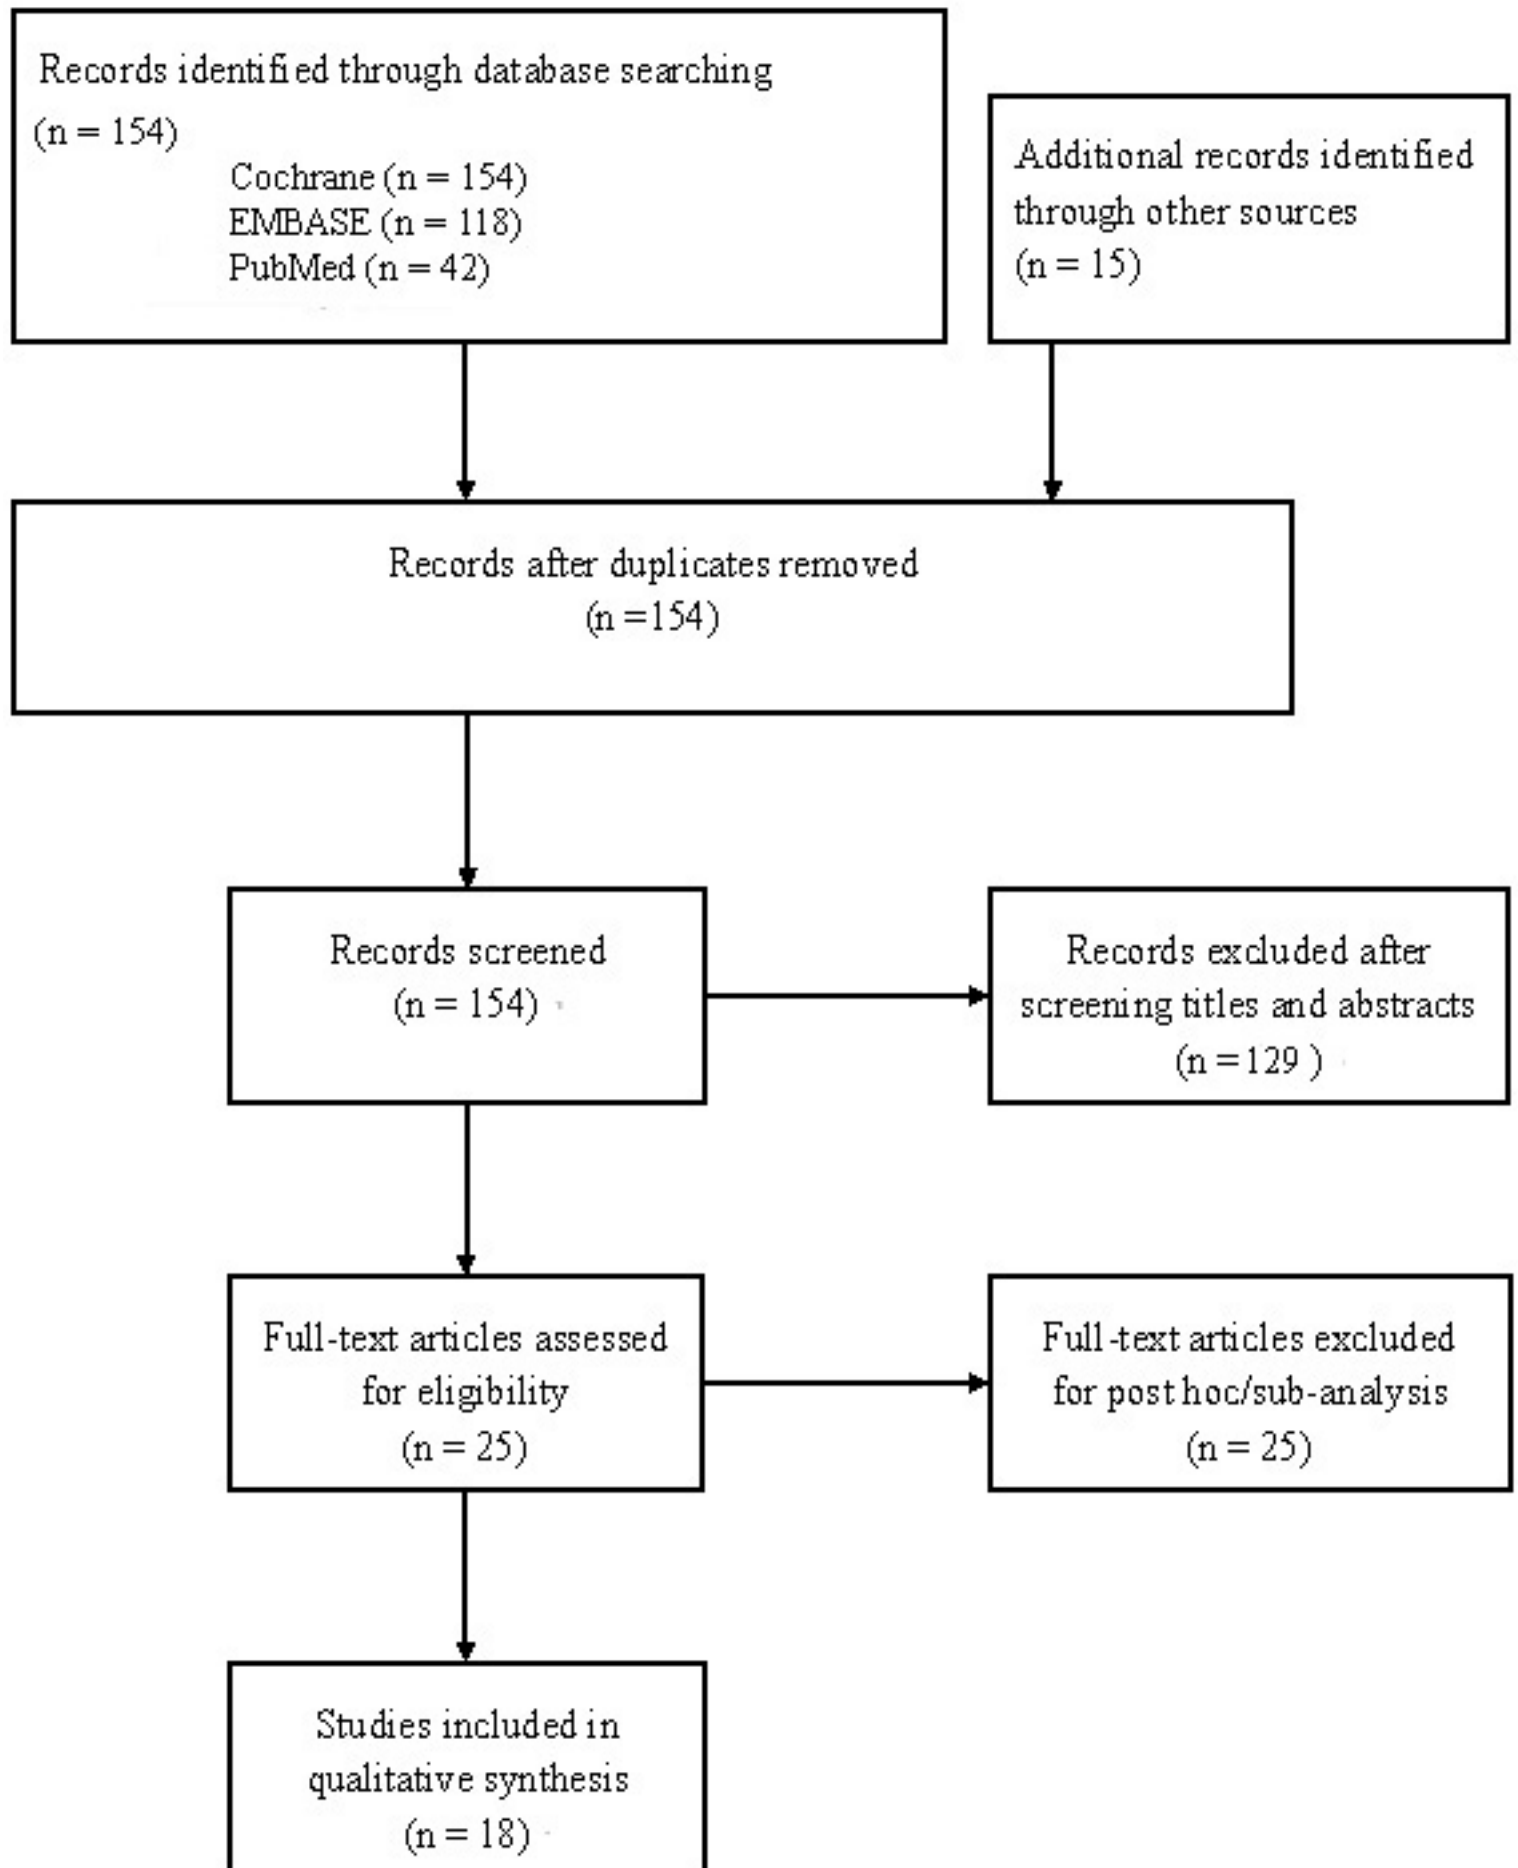 Records identified through database searching
(n = 154)
Cochrane (n = 154)
EMBASE (n = 118)
PubMed (n = 42)
Additional records identified
through other sources
(n = 15)
Records after duplicates removed
(n =154)
Records screened
(n = 154)
Records excluded after
screening titles and abstracts
(n =129 )
Full-text articles assessed
for eligibility
(n = 25)
Full-text articles excluded
for post hoc/sub-analysis
(n = 25)
Studies included in
qualitative synthesis
(n = 18)